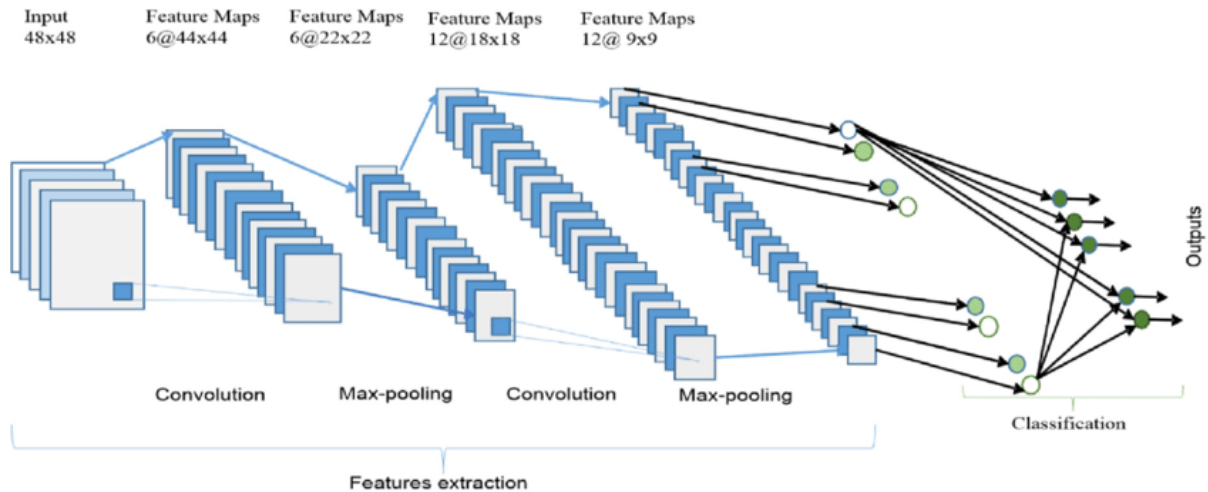 Input
48x48
Feature Maps
6@44x44
Feature Maps
6@22x22
Feature Maps
12@18x18
Feature Maps
12@ 9x9
Outputs
Convolution
Max-pooling
Convolution
Max-pooling
Classification
Features extraction